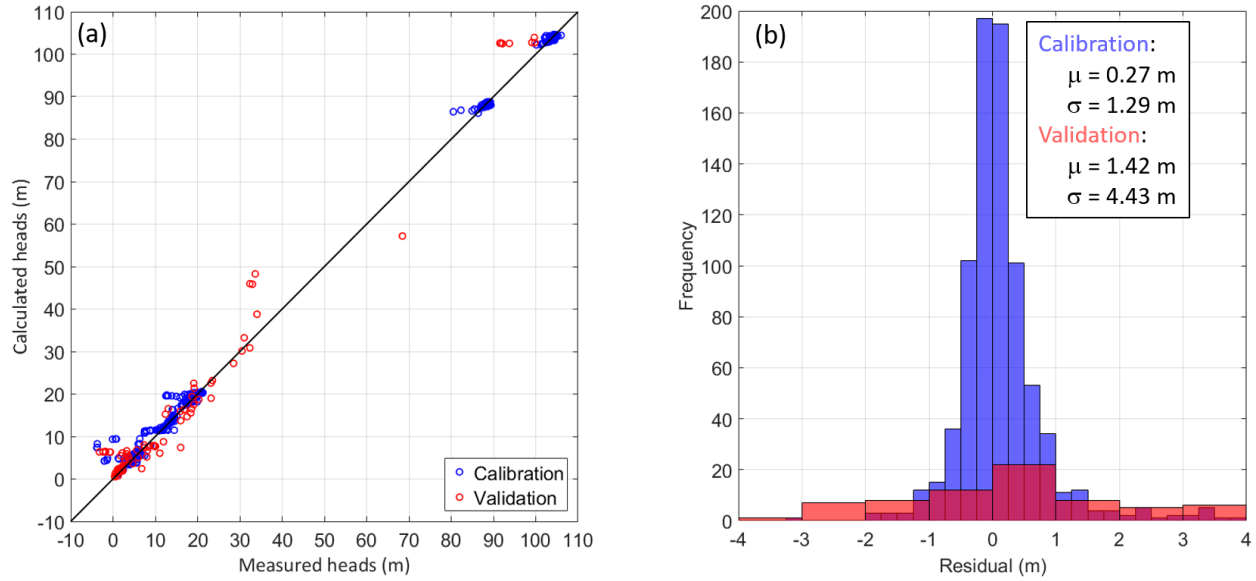 (a)
110
100
90
80
70
60
50
40
30
20
10
0
-10
Calculated heads (m)
-10 0 10 20 30 40 50 60 70 80 90 100 110
Measured heads (m)
Calibration
Validation
(b)
200
180
160
140
120
100
80
60
40
20
0
Frequency
-4 -3 -2 -1 0 1 2 3 4
Residual (m)
Calibration:
μ = 0.27 m
σ = 1.29 m
Validation:
μ = 1.42 m
σ = 4.43 m